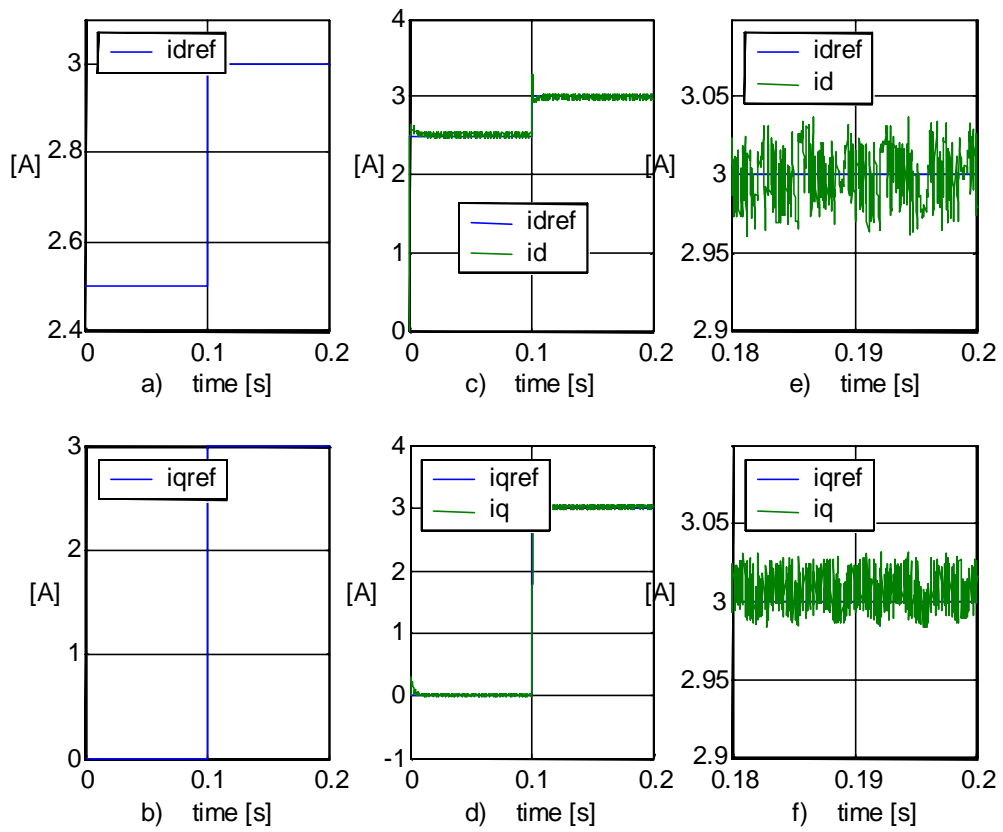 3
2.8
[A]
2.6
2.4
0
0.1
0.2
a) time [s]
idref
4
3
[A]
2
1
0
0
0.1
0.2
c) time [s]
idref
id
3.05
[A]
3
2.95
2.9
0.18
0.19
0.2
e) time [s]
idref
id
3
2
[A]
1
0
0
0.1
0.2
b) time [s]
iqref
4
3
2
[A]
1
0
-1
0
0.1
0.2
d) time [s]
iqref
iq
3.05
[A]
3
2.95
2.9
0.18
0.19
0.2
f) time [s]
iqref
iq